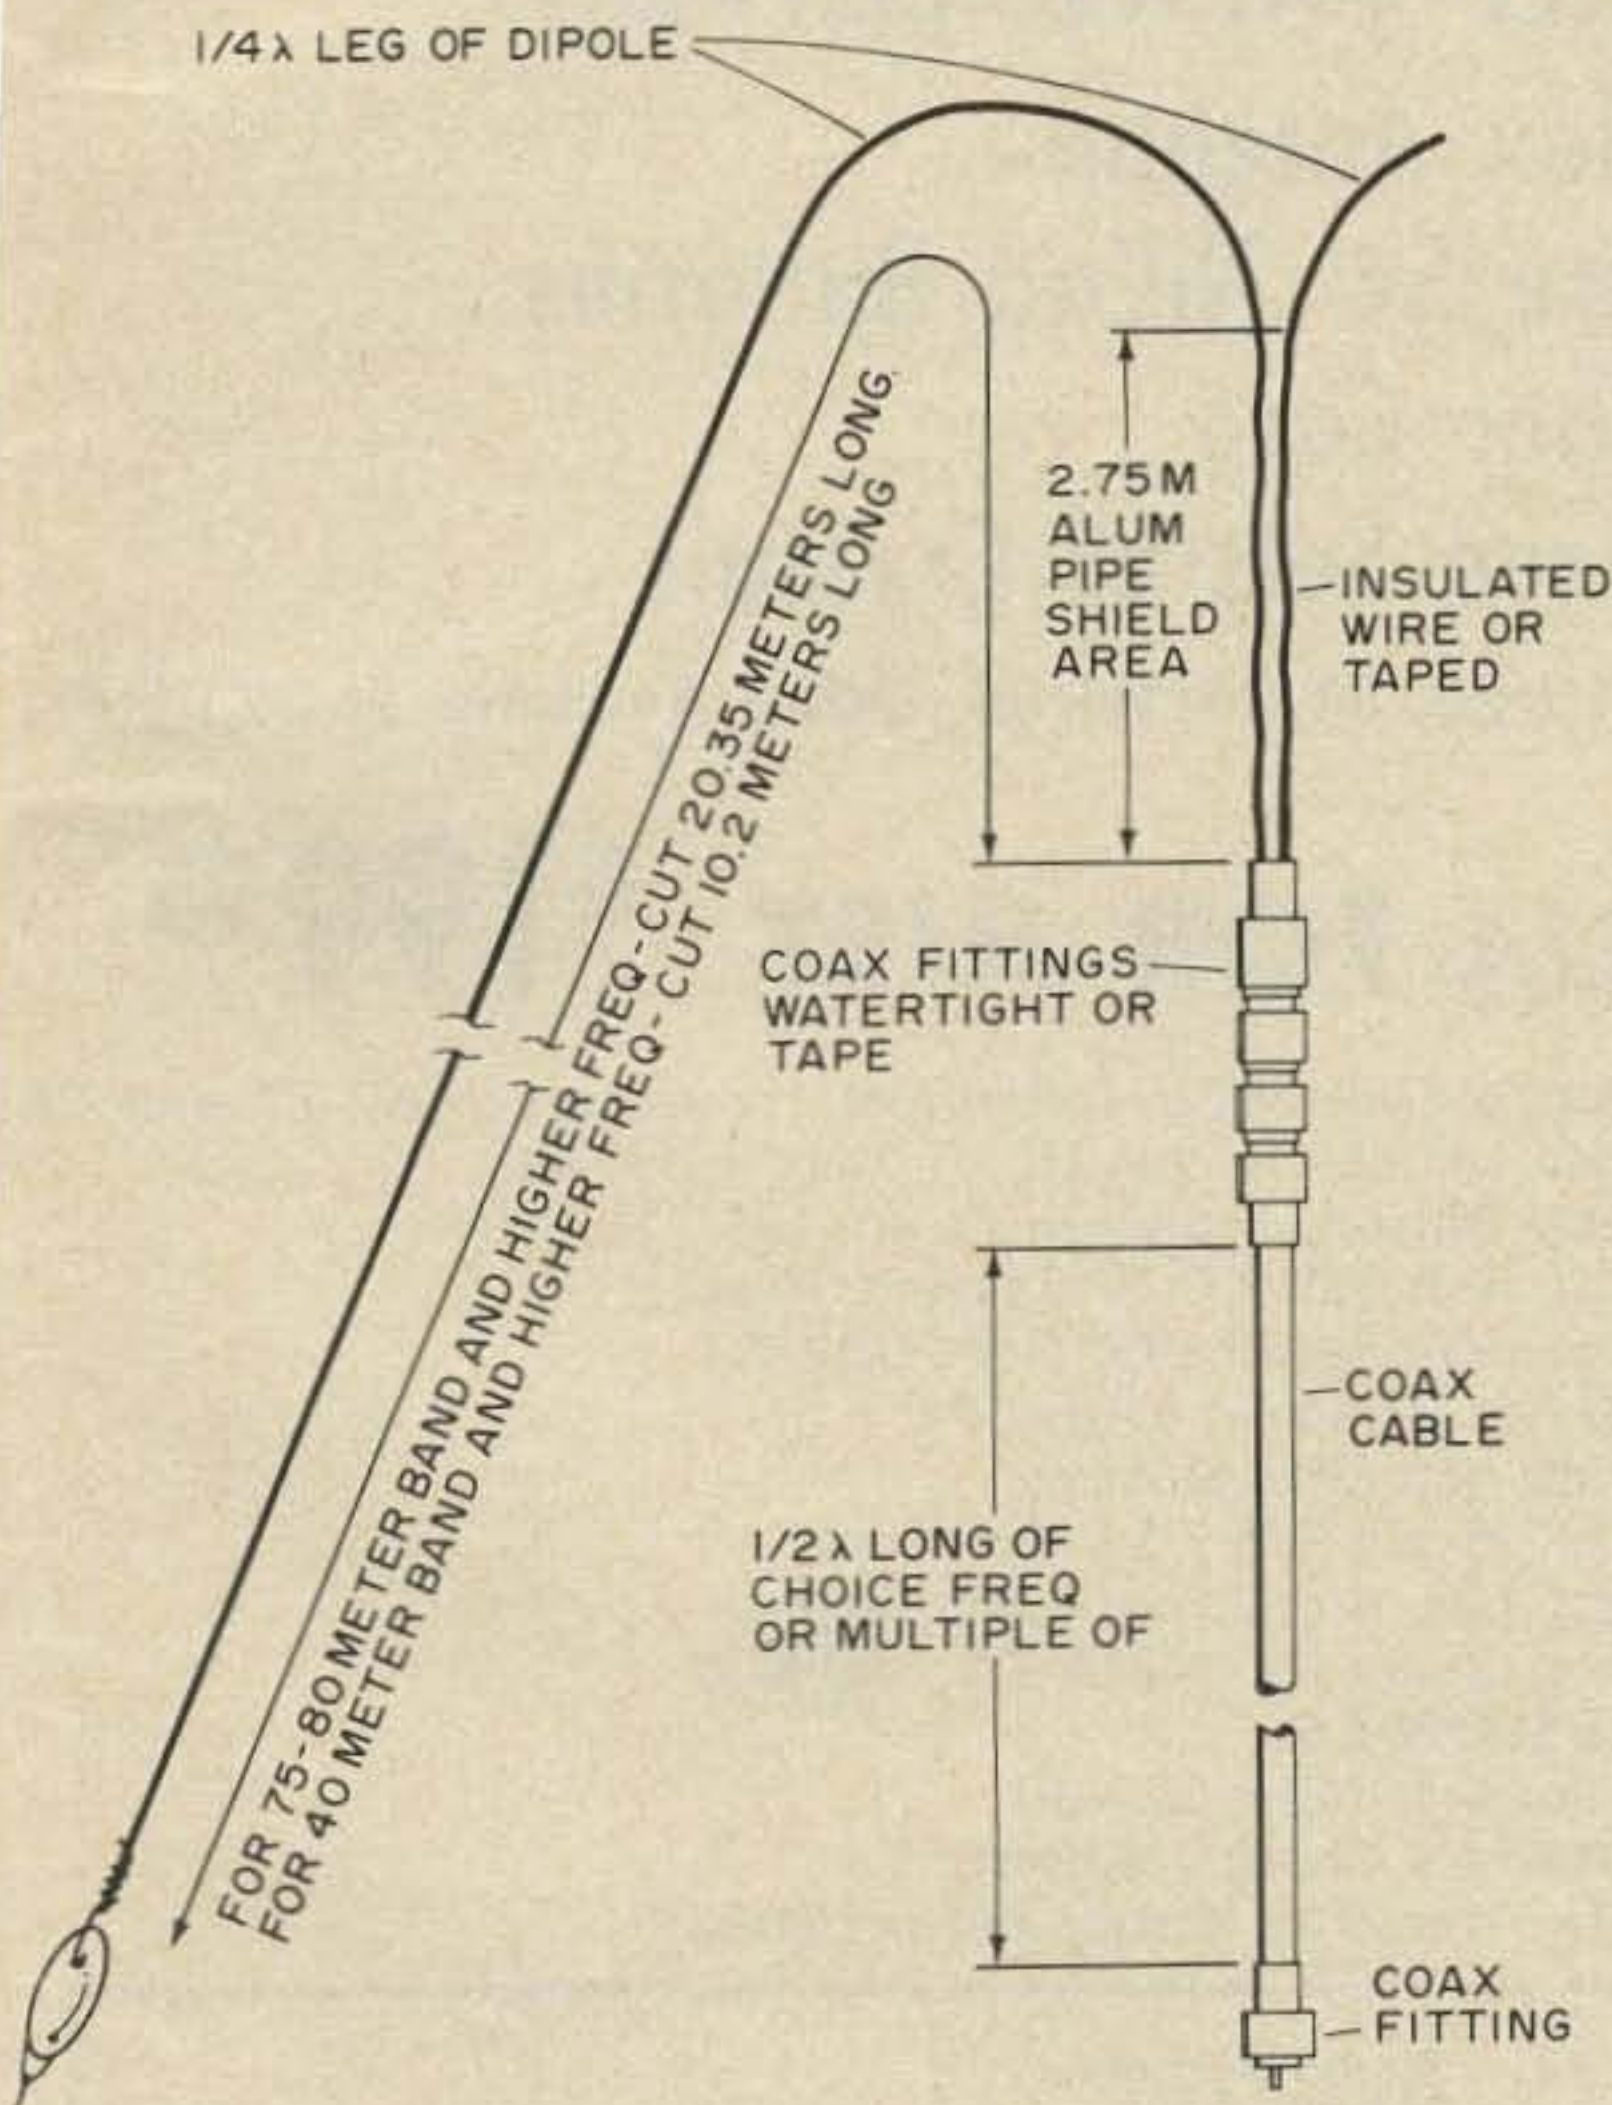 1/4 λ LEG OF DIPOLE
2.75 M
ALUM
PIPE
SHIELD
AREA
INSULATED
WIRE OR
TAPED
FOR 75-80 METER BAND AND HIGHER FREQ - CUT 20.35 METERS LONG
FOR 40 METER BAND AND HIGHER FREQ - CUT 10.2 METERS LONG
COAX FITTINGS
WATERTIGHT OR
TAPE
COAX
CABLE
1/2 λ LONG OF
CHOICE FREQ
OR MULTIPLE OF
COAX
FITTING